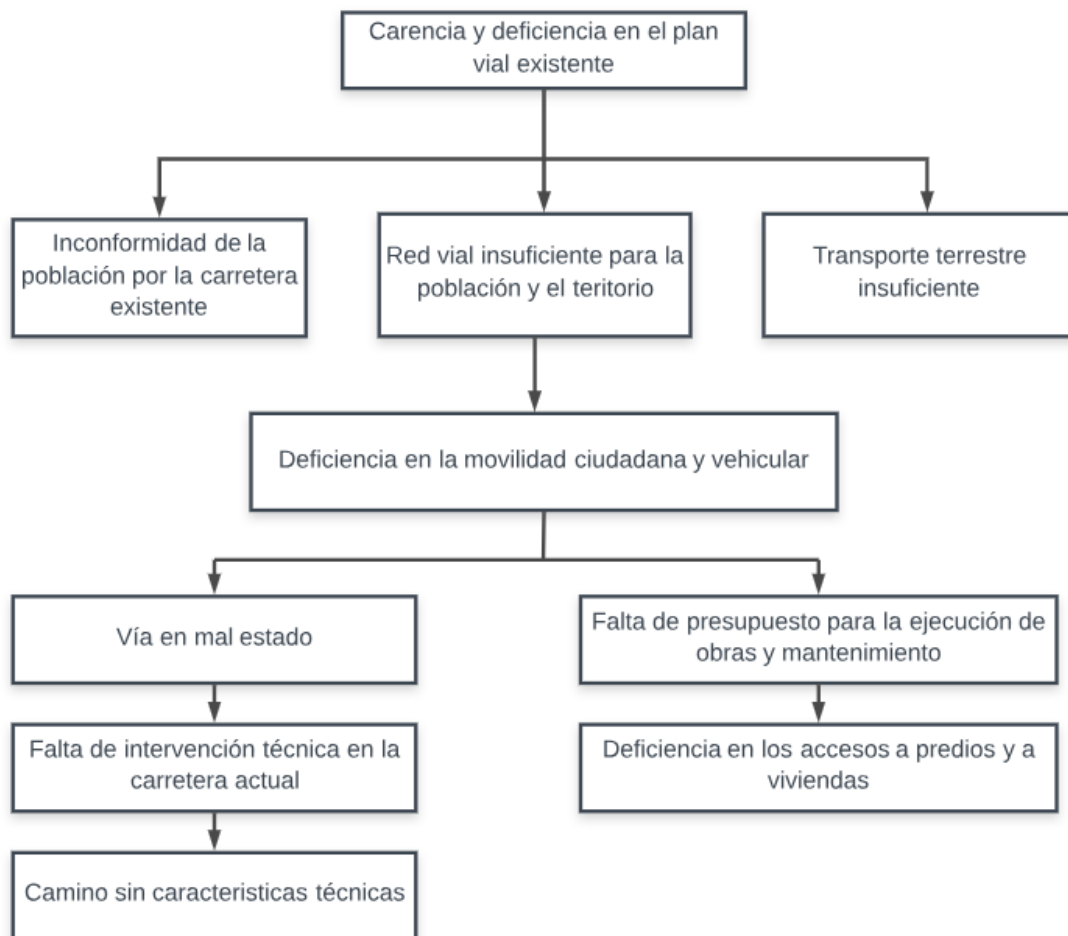 Carencia y deficiencia en el plan
vial existente
Inconformidad de la
población por la carretera
existente
Red vial insuficiente para la
población y el teritorio
Transporte terrestre
insuficiente
Deficiencia en la movilidad ciudadana y vehicular
Vía en mal estado
Falta de presupuesto para la ejecución de
obras y mantenimiento
Falta de intervención técnica en la
carretera actual
Deficiencia en los accesos a predios y a
viviendas
Camino sin caracteristicas técnicas